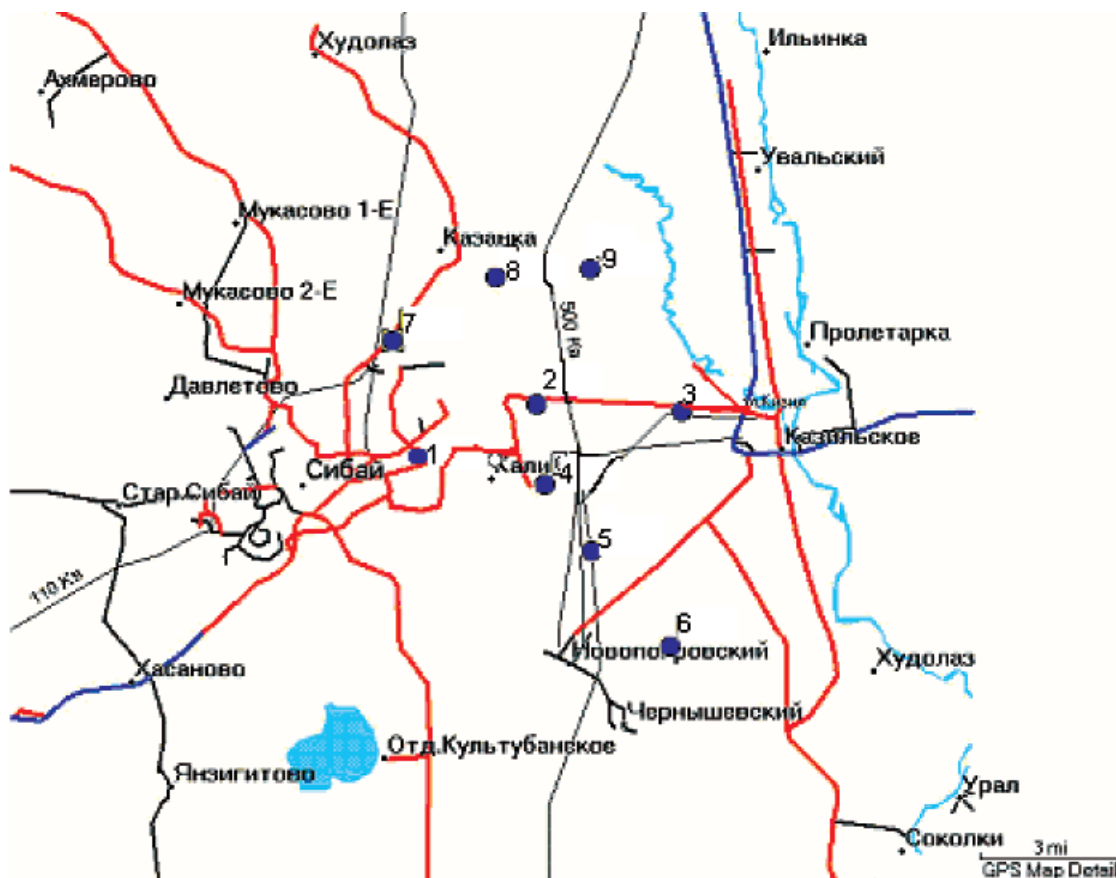 Худолаз
Ильинка
Ахмерово
Увальский
Мукасово 1-Е
Казанка
8
9
Мукасово 2-Е
7
500 Кв
Пролетарка
Давлетово
2
3
Казильское
1
Сибай
4
Стар.Сибай
5
110 Кв
6
Новопокровский
Хасаново
Худолаз
Чернышевский
Отд.Культубанское
Янзигитово
Урал
Соколки
3 mi
GPS Map Detail